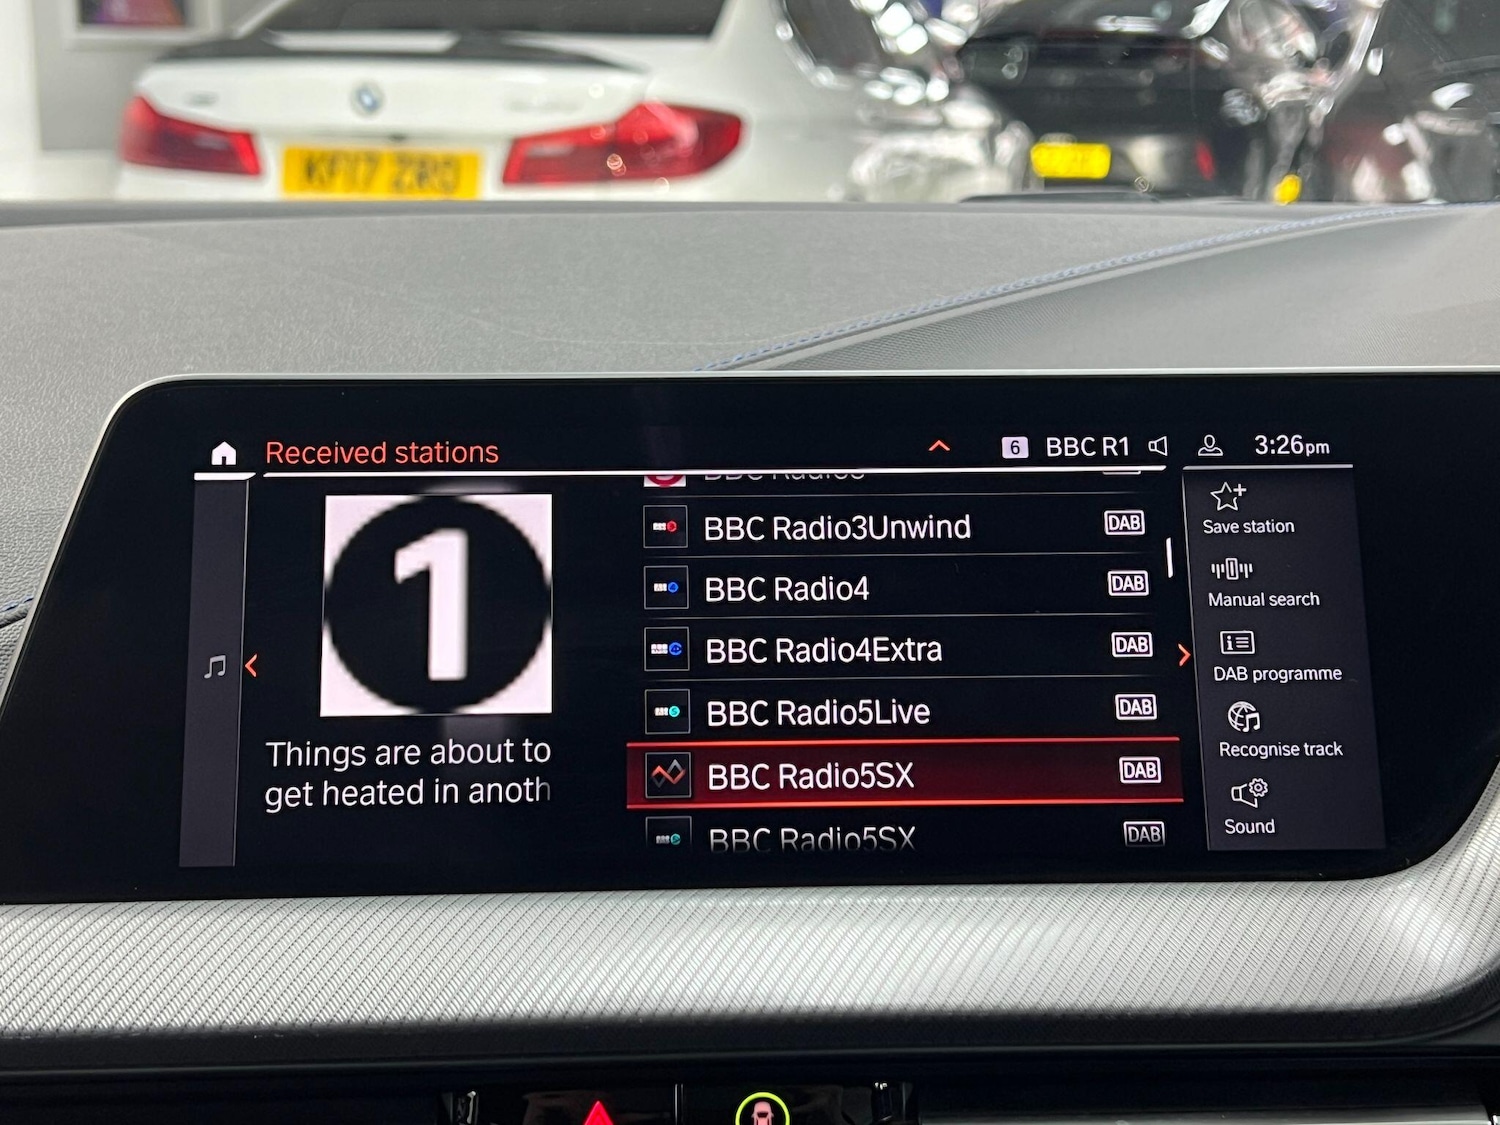 KF17 ZRO
Received stations
6 BBC R1
3:26pm
1
Things are about to
get heated in anoth
BBC Radio3Unwind DAB
BBC Radio4 DAB
BBC Radio4Extra DAB
BBC Radio5Live DAB
BBC Radio5SX DAB
BBC Radio5SX DAB
Save station
Manual search
DAB programme
Recognise track
Sound